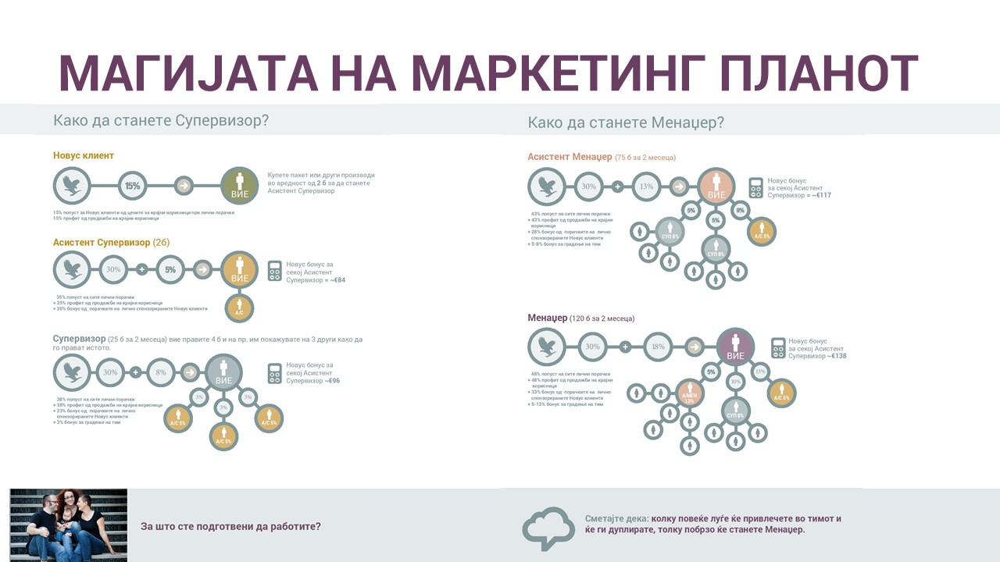 МАГИЈАТА НА МАРКЕТИНГ ПЛАНОТ
Како да станете Супервизор?
Новус клиент
15%
ВИЕ
Купете пакет или други производи
во вредност од 2 б за да станете
Асистент Супервизор
15% попуст за Новус клиенти од цените за крајни корисници при лични порачки
15% профит од продажби на крајни корисници
Асистент Супервизор (2б)
30%
+
5%
ВИЕ
А/С
Новус бонус за
секој Асистент
Супервизор = ~€84
35% попуст на сите лични порачки
+ 35% профит од продажби на крајни корисници
+ 20% бонус од порачките на лично спонзорираните Новус клиенти
Супервизор (25 б за 2 месеца) вие правите 4 б и на пр. им покажувате на 3 други како да
го прават истото.
30%
+
8%
ВИЕ
3%
3%
3%
А/С 5%
А/С 5%
А/С 5%
Новус бонус за
секој Асистент
Супервизор ~€96
38% попуст на сите лични порачки
+ 38% профит од продажби на крајни корисници
+ 23% бонус од порачките на лично
спонзорираните Новус клиенти
+ 3% бонус за градење на тим
Како да станете Менаџер?
Асистент Менаџер (75 б за 2 месеца)
30%
+
13%
ВИЕ
5%
5%
8%
СУП 8%
СУП 8%
А/С 5%
Новус бонус
за секој Асистент
Супервизор = ~€117
43% попуст на сите лични порачки
+ 43% профит од продажби на крајни
корисници
+ 28% бонус од порачките на лично
спонзорираните Новус клиенти
+ 5-8% бонус за градење на тим
Менаџер (120 б за 2 месеца)
30%
+
18%
ВИЕ
5%
10%
13%
А/МЕН
13%
СУП 8%
А/С 5%
Новус бонус
за секој Асистент
Супервизор ~€138
48% попуст на сите лични порачки
+ 48% профит од продажби на крајни
корисници
+ 33% бонус од порачките на лично
спонзорираните Новус клиенти
+ 5-13% бонус за градење на тим
За што сте подготвени да работите?
Сметајте дека: колку повеќе луѓе ќе привлечете во тимот и
ќе ги дуплирате, толку побрзо ќе станете Менаџер.